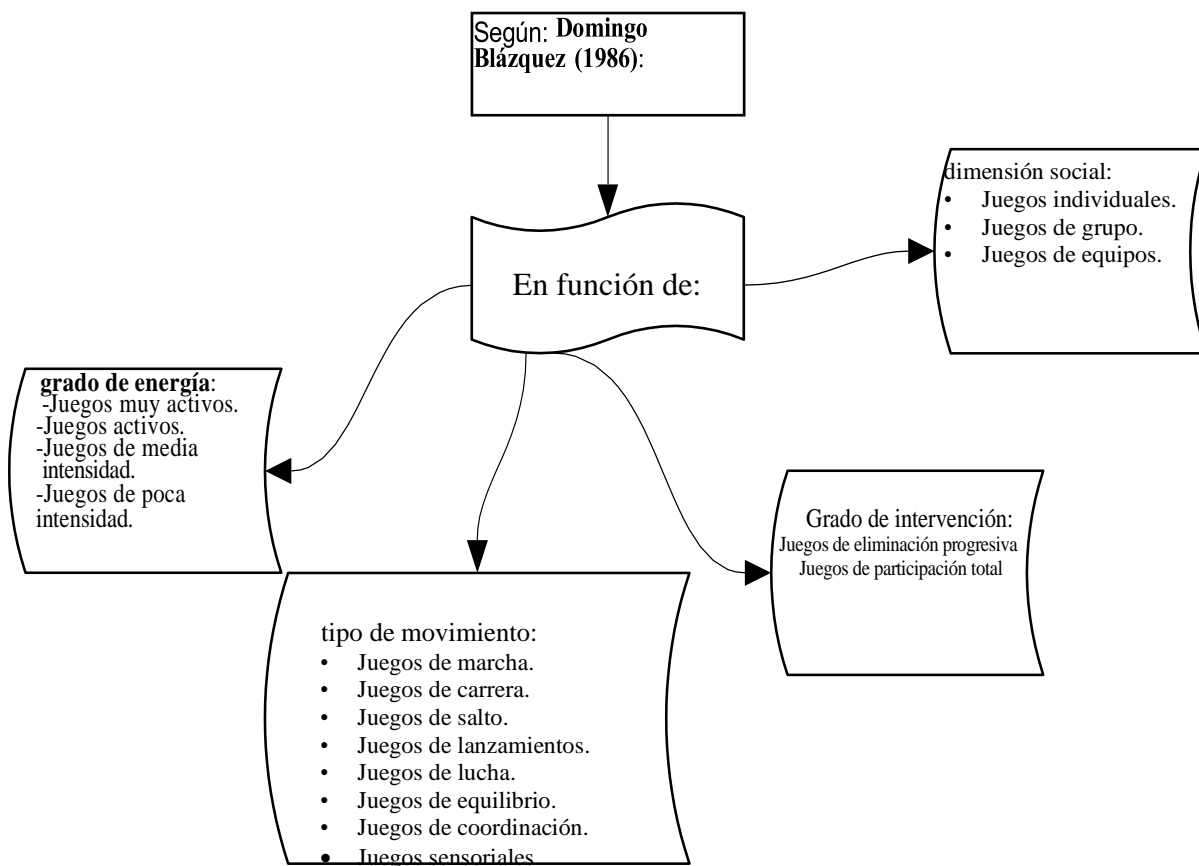 Según: Domingo
Blázquez (1986):
En función de:
dimensión social:
• Juegos individuales.
• Juegos de grupo.
• Juegos de equipos.
grado de energía:
-Juegos muy activos.
-Juegos activos.
-Juegos de media
intensidad.
-Juegos de poca
intensidad.
Grado de intervención:
Juegos de eliminación progresiva
Juegos de participación total
tipo de movimiento:
• Juegos de marcha.
• Juegos de carrera.
• Juegos de salto.
• Juegos de lanzamientos.
• Juegos de lucha.
• Juegos de equilibrio.
• Juegos de coordinación.
• Juegos sensoriales